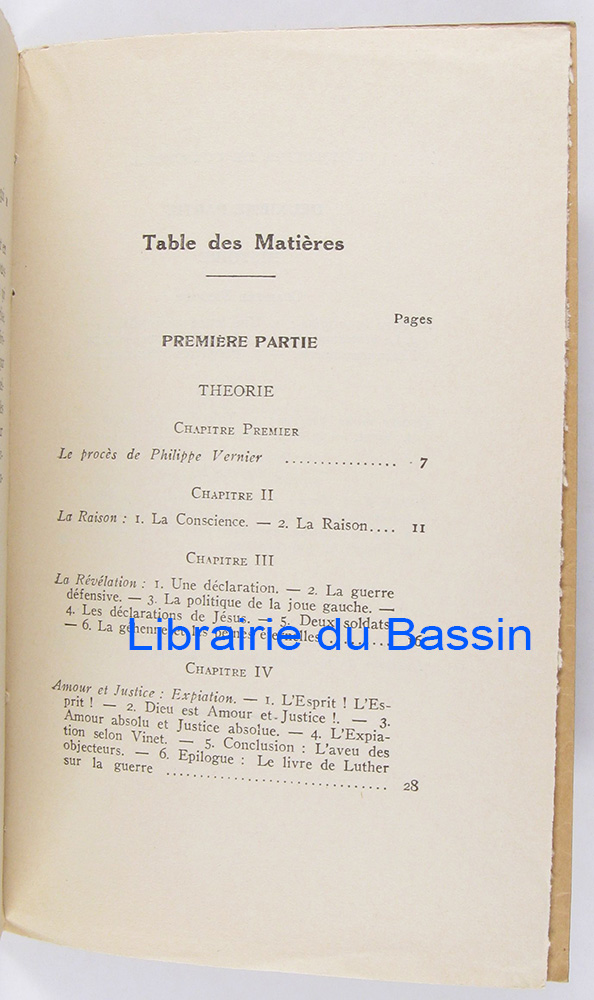 Table des Matières
Pages
PREMIÈRE PARTIE
THEORIE
Chapitre Premier
Le procès de Philippe Vernier ................ 7
Chapitre II
La Raison : 1. La Conscience. — 2. La Raison.... 11
Chapitre III
La Révélation : 1. Une déclaration. — 2. La guerre
défensive. — 3. La politique de la joue gauche. —
4. Les déclarations de Jésus. — 5. Deux soldats.
— 6. La géhenne et les peines éternelles
Librairie du Bassin
Chapitre IV
Amour et Justice : Expiation. — 1. L'Esprit ! L'Es-
prit ! — 2. Dieu est Amour et Justice !. — 3.
Amour absolu et Justice absolue. — 4. L'Expia-
tion selon Vinet. — 5. Conclusion : L'aveu des
objecteurs. — 6. Epilogue : Le livre de Luther
sur la guerre ................................ 28